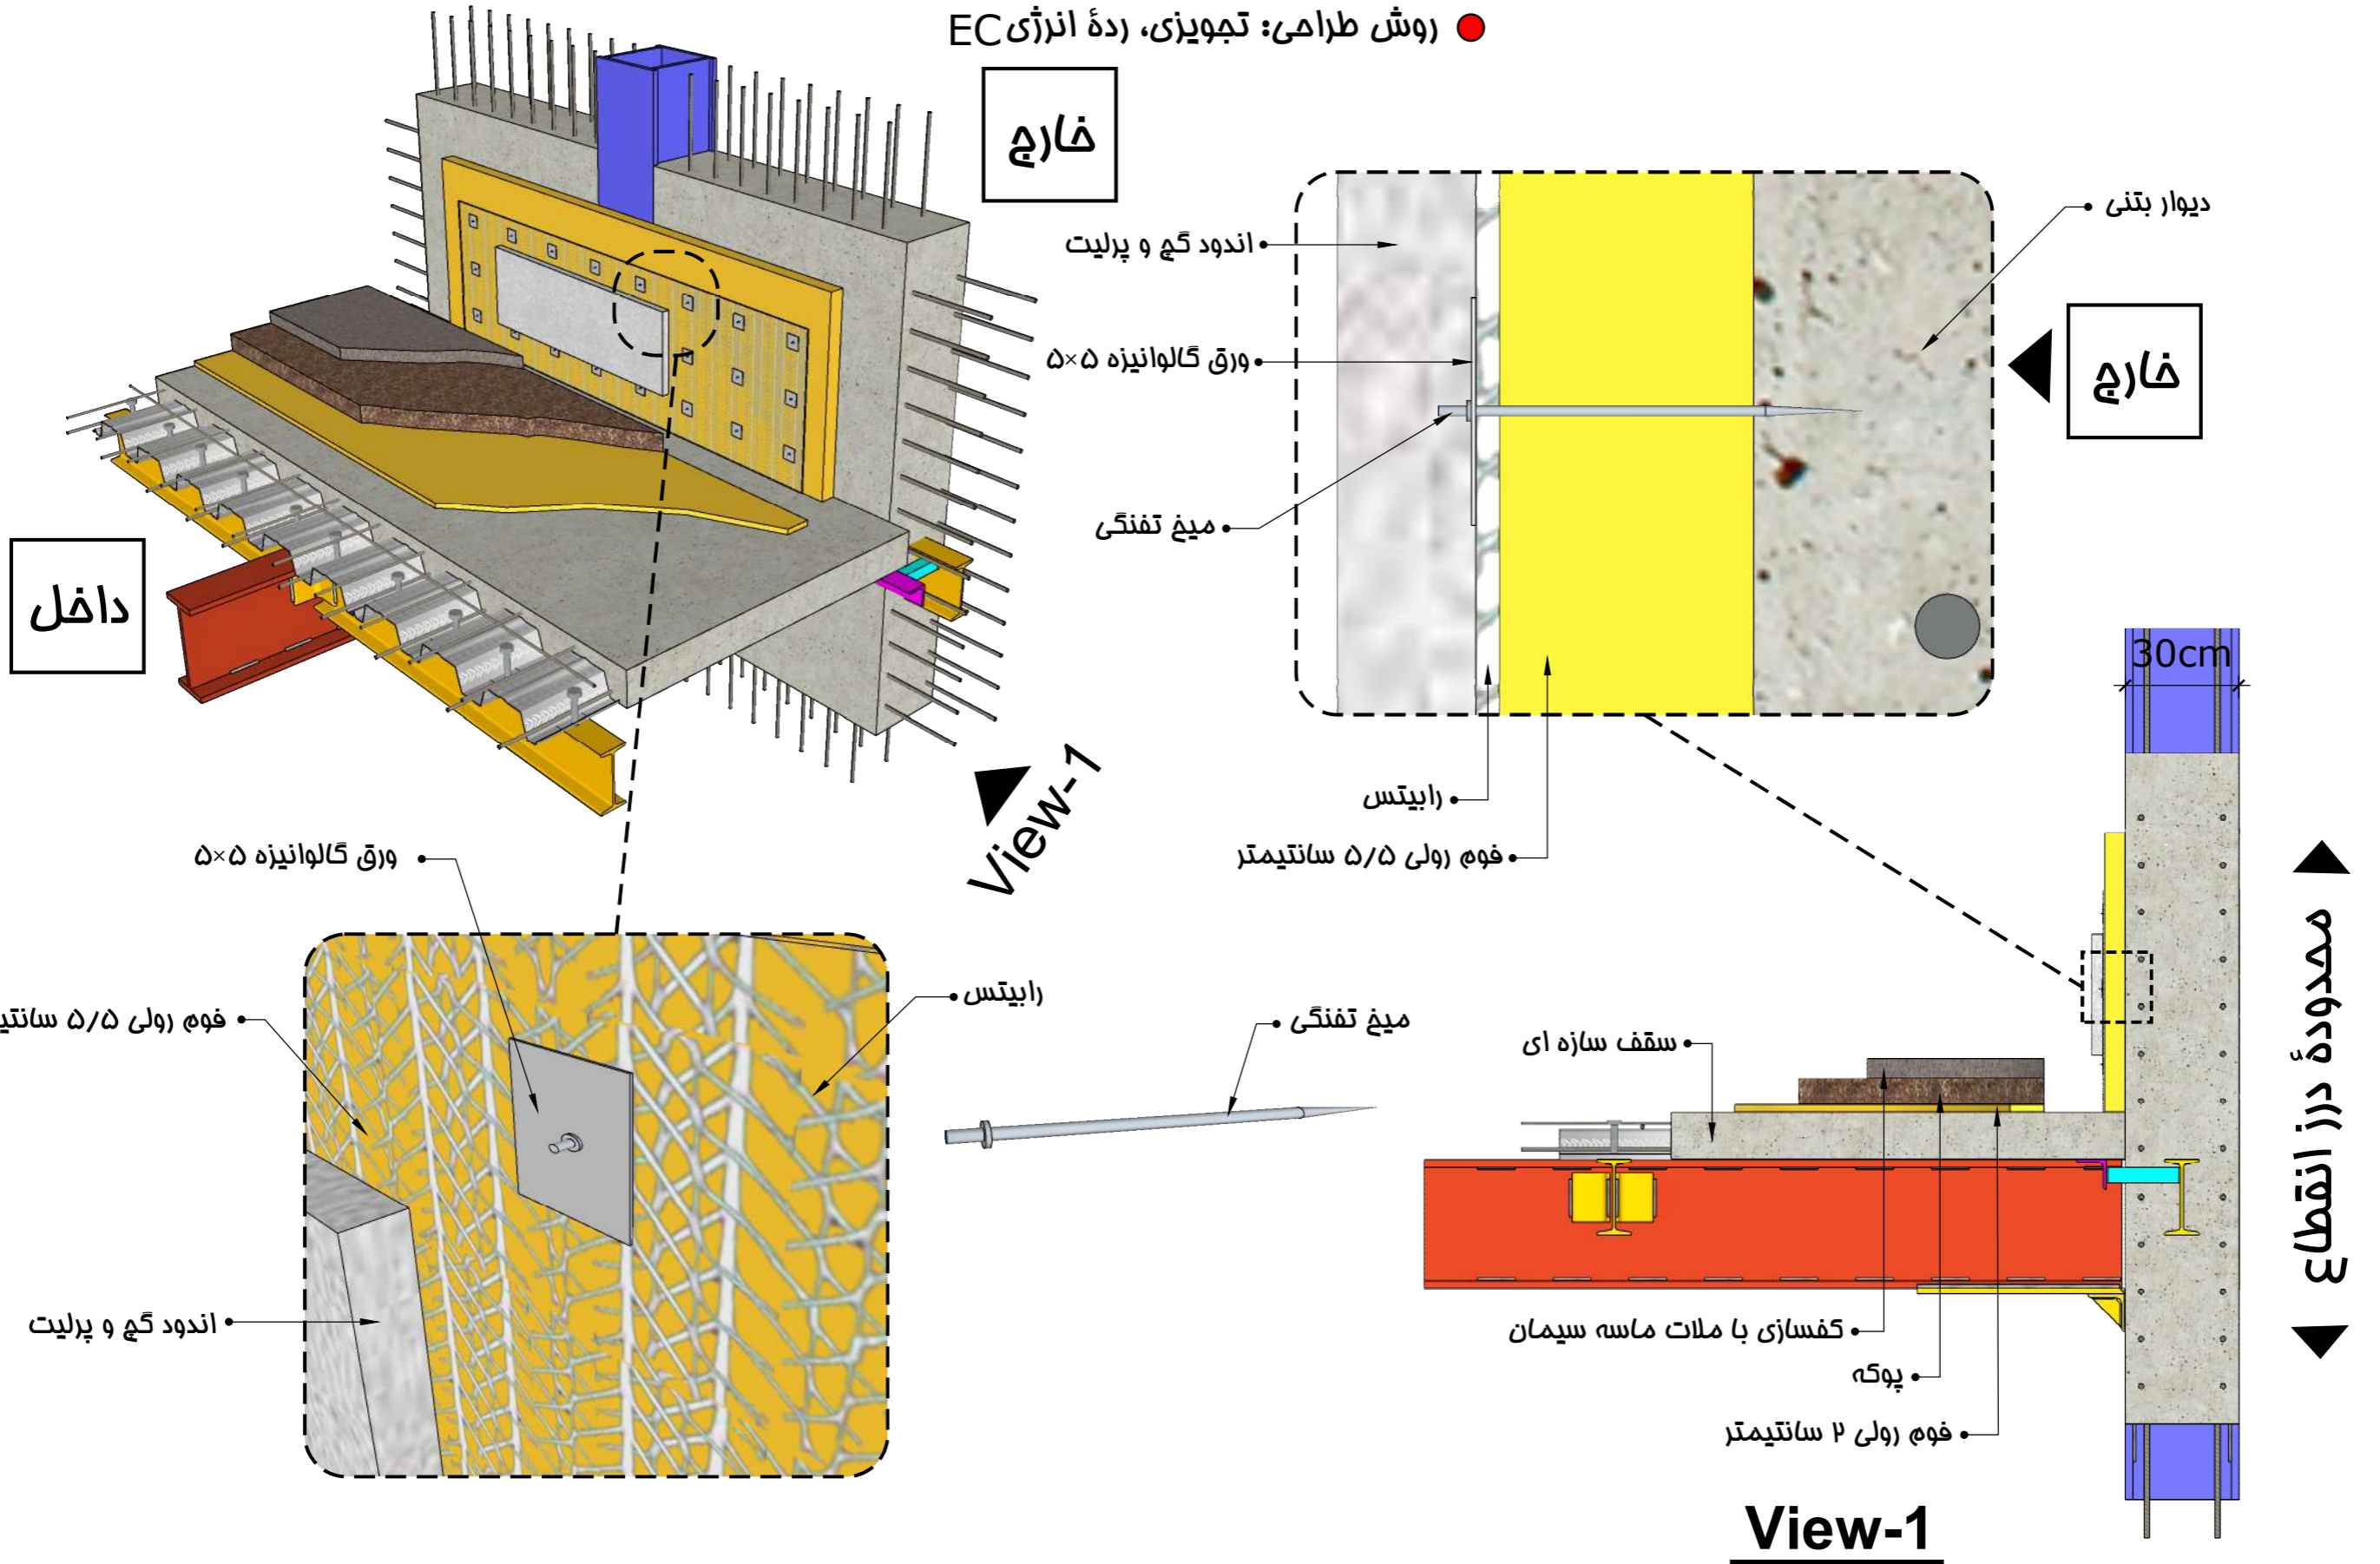 روش طراحی: تجویزی، ردهٔ انرژی EC
خارج
داخل
View-1
دیوار بتنی
اندود گچ و پرلیت
ورق گالوانیزه ۵×۵
میخ تفنگی
خارج
رابیتس
فوم رولی ۵/۵ سانتیمتر
30cm
ورق گالوانیزه ۵×۵
رابیتس
فوم رولی ۵/۵ سانتی
اندود گچ و پرلیت
میخ تفنگی
سقف سازه ای
کفسازی با ملات ماسه سیمان
پوکه
فوم رولی ۲ سانتیمتر
محدودهٔ درز انقطاع
View-1